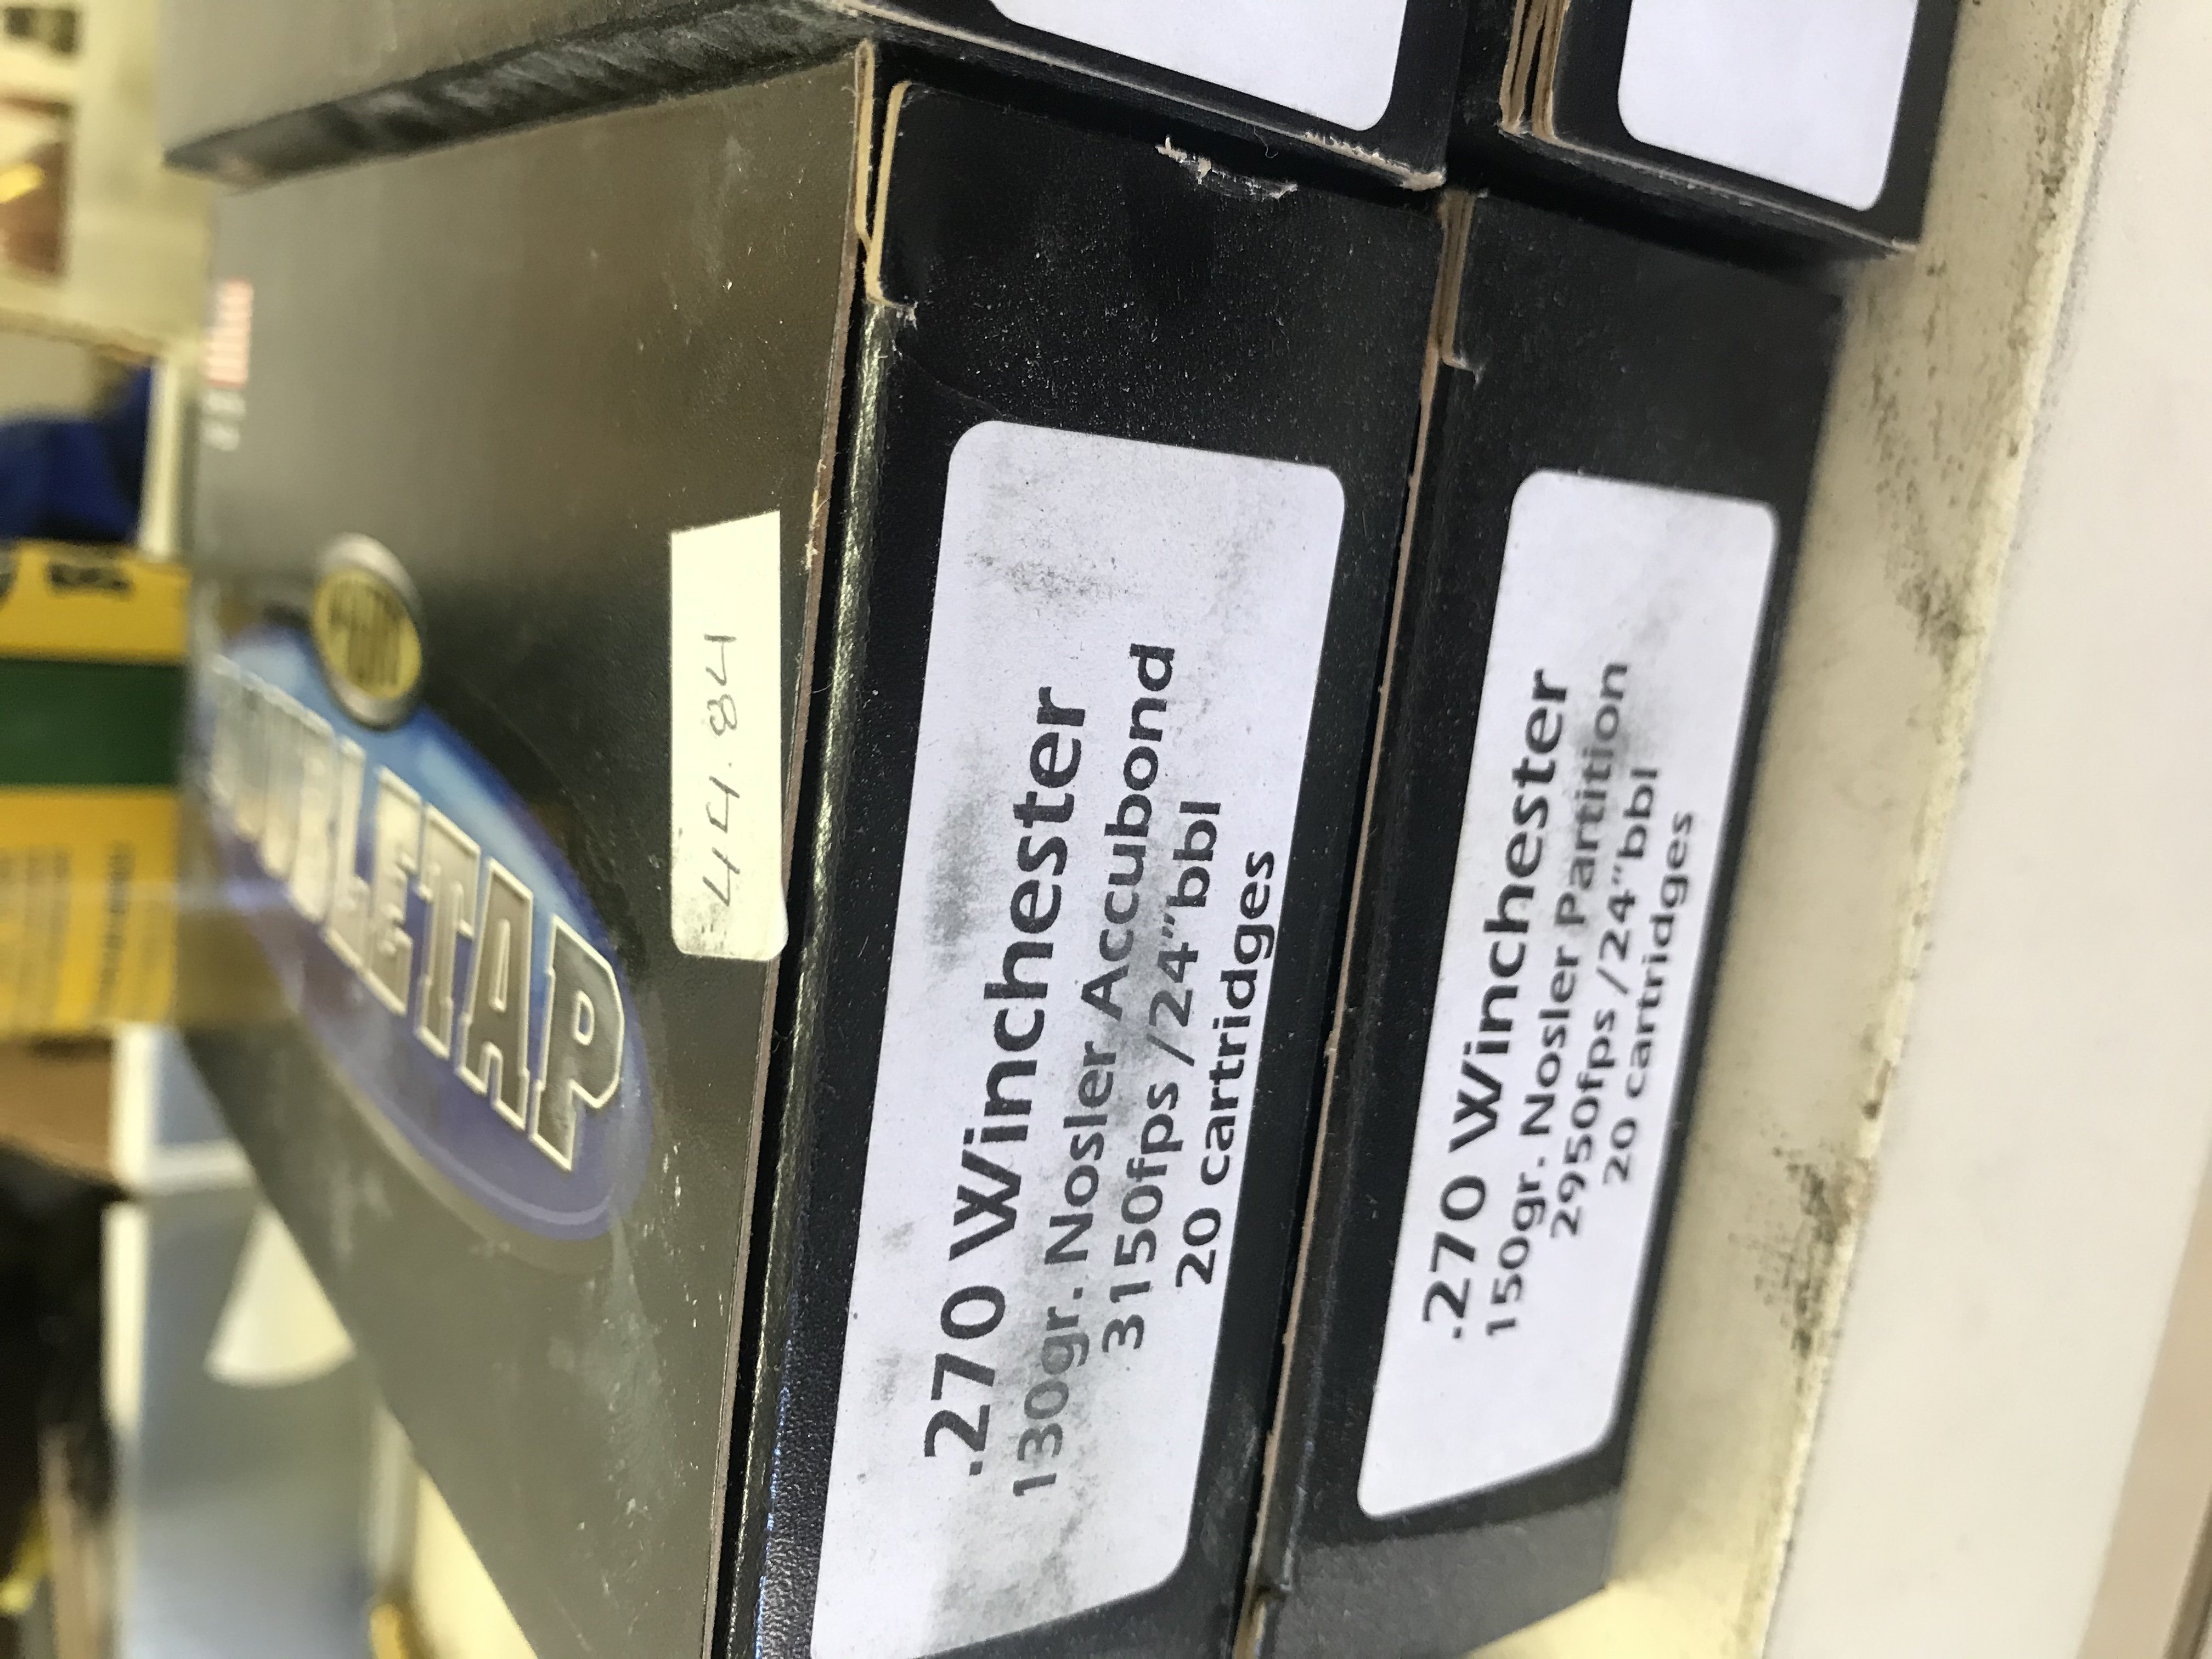 DOUBLETAP
44.84
.270 Winchester
130gr. Nosler Accubond
3150fps /24"bbl
20 cartridges
.270 Winchester
150gr. Nosler Partition
2950fps /24"bbl
20 cartridges